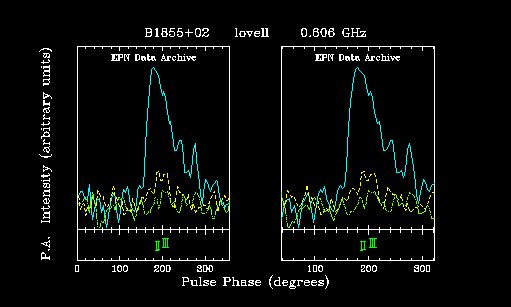 B1855+02 lovell 0.606 GHz
EPN Data Archive EPN Data Archive
P.A. Intensity (arbitrary units)
0 100 200 300 100 200 300
Pulse Phase (degrees)